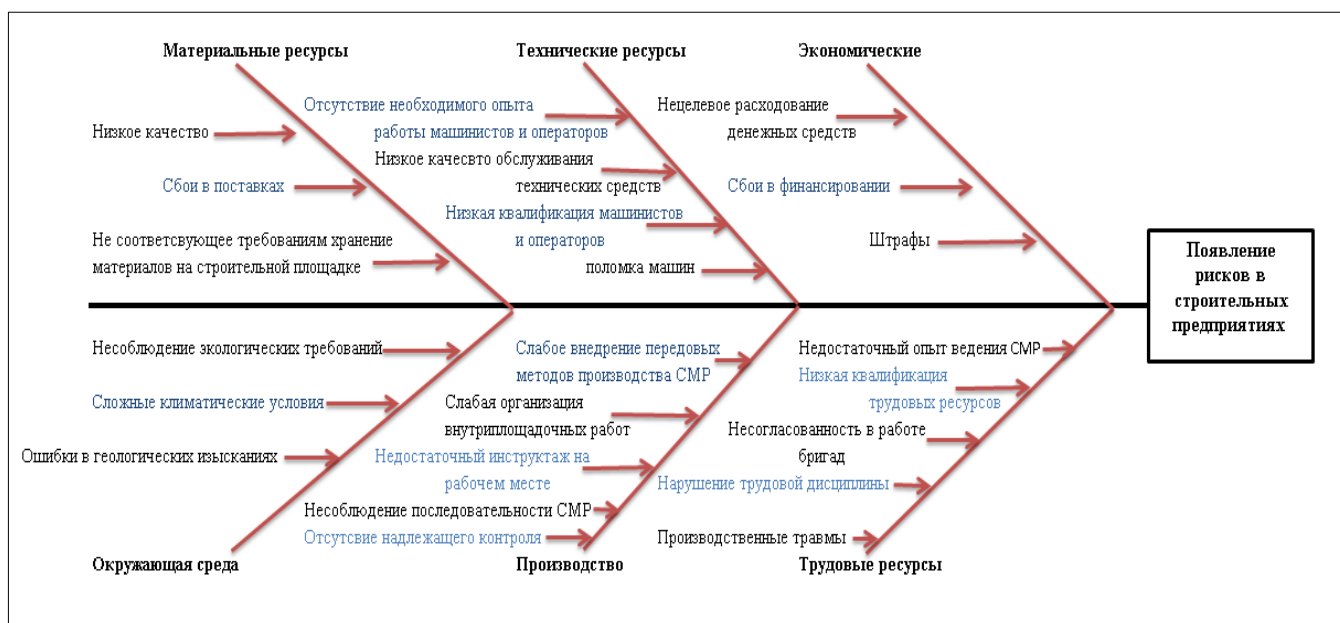 Материальные ресурсы
Технические ресурсы
Экономические
Низкое качество
Сбои в поставках
Не соответсвующее требованиям хранение
материалов на строительной площадке
Отсутствие необходимого опыта
работы машинистов и операторов
Низкое качесвто обслуживания
технических средств
Низкая квалификация машинистов
и операторов
поломка машин
Нецелевое расходование
денежных средств
Сбои в финансировании
Штрафы
Появление
рисков в
строительных
предприятиях
Несоблюдение экологических требований
Сложные климатические условия
Ошибки в геологических изысканиях
Слабое внедрение передовых
методов производства СМР
Слабая организация
внутриплощадочных работ
Недостаточный инструктаж на
рабочем месте
Несоблюдение последовательности СМР
Отсутсвие надлежащего контроля
Недостаточный опыт ведения СМР
Низкая квалификация
трудовых ресурсов
Несогласованность в работе
бригад
Нарушение трудовой дисциплины
Производственные травмы
Окружающая среда
Производство
Трудовые ресурсы